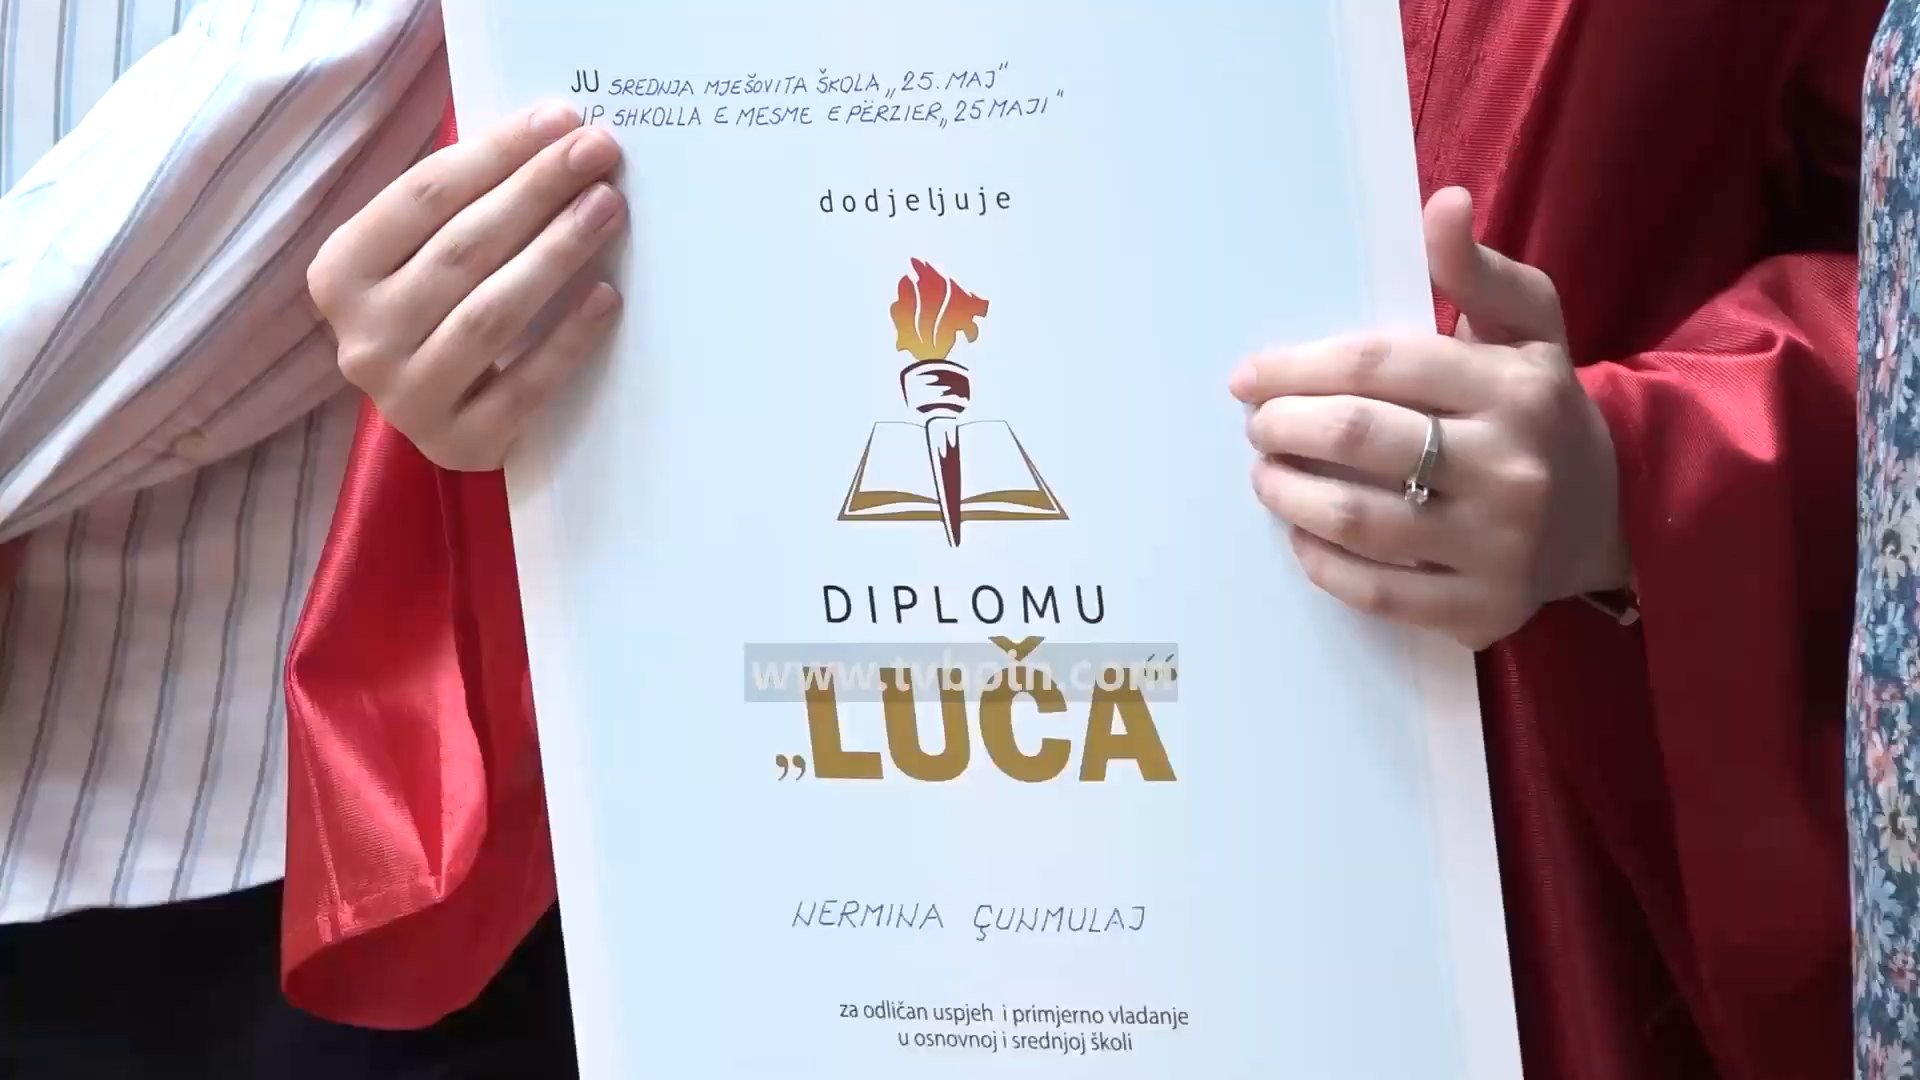 JU SREDNJA MJEŠOVITA ŠKOLA „25. MAJ“
IP SHKOLLA E MESME E PËRZIER „25 MAJI“
dodjeljuje
DIPLOMU
www.tvbptn.com
„LUČA“
NERMINA ÇUNMULAJ
za odličan uspjeh i primjerno vladanje
u osnovnoj i srednjoj školi